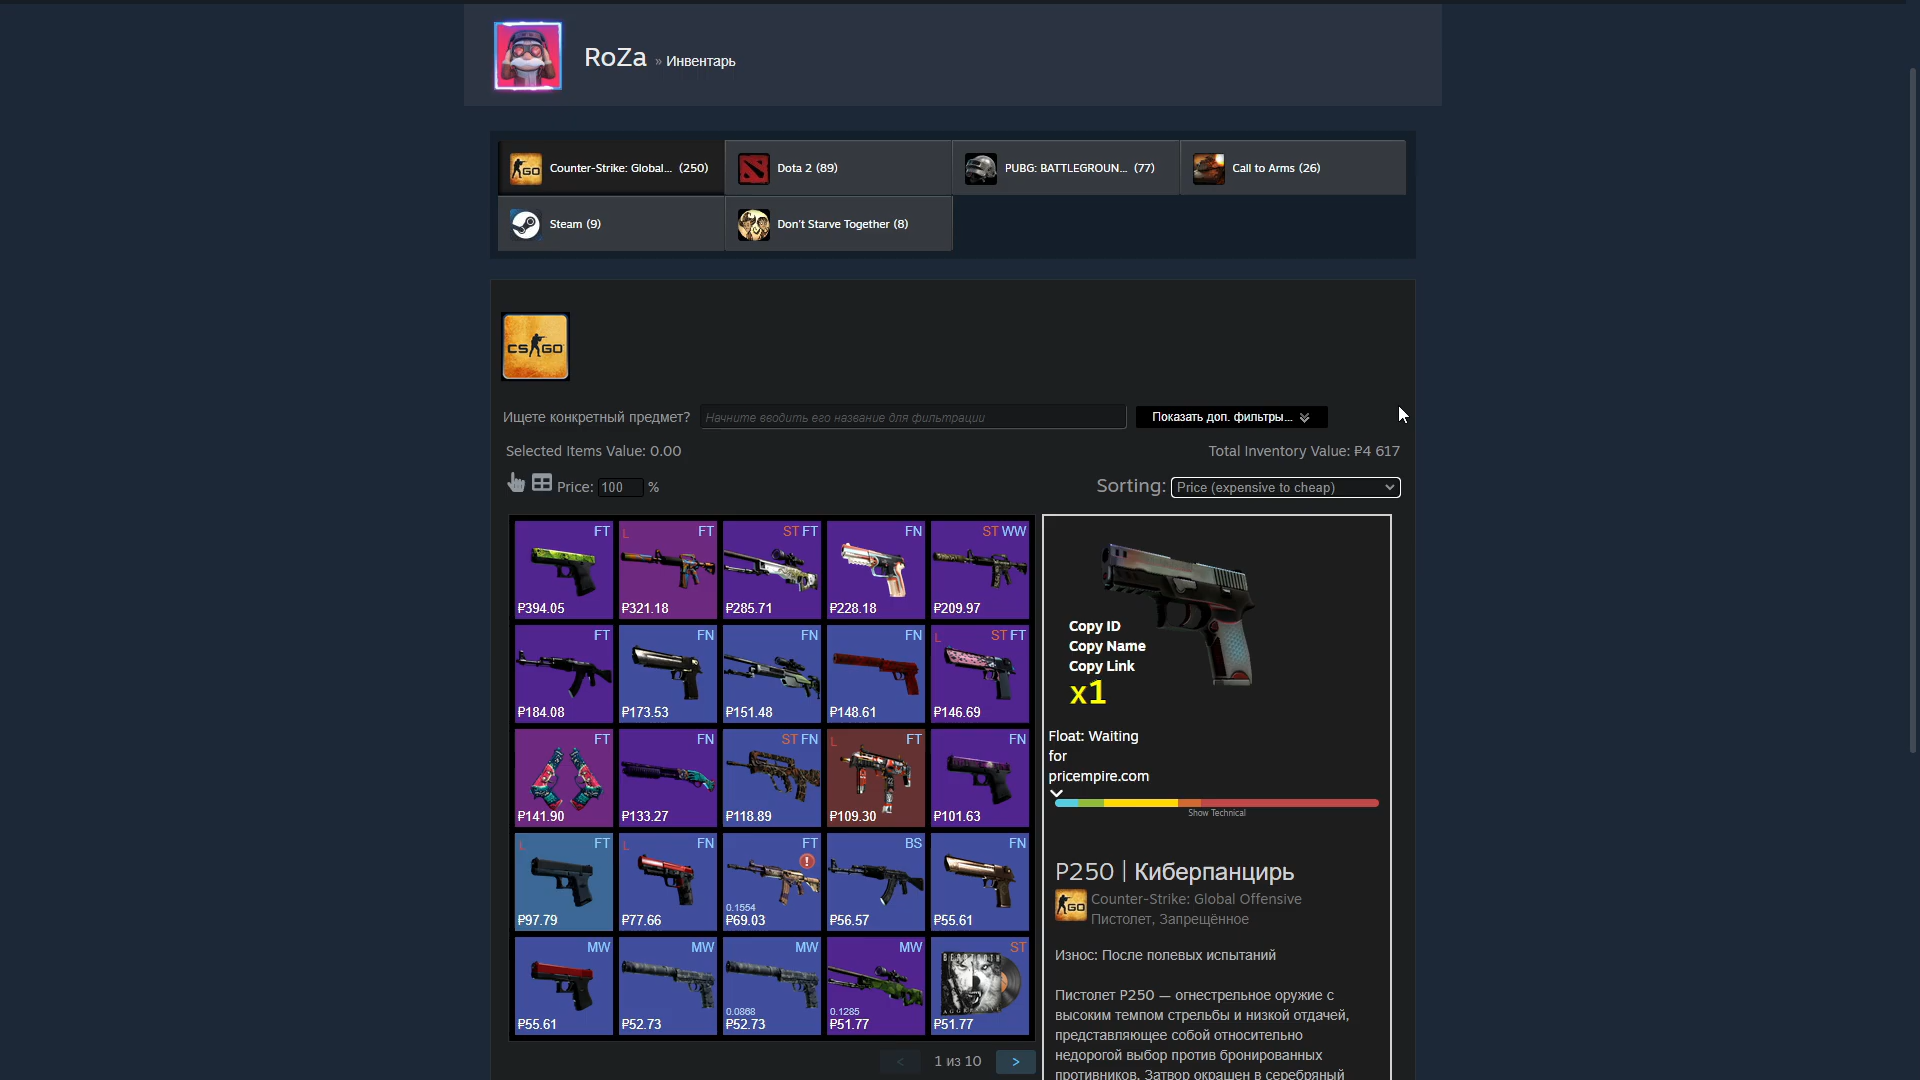 RoZa » Инвентарь
Counter-Strike: Global... (250)
Dota 2 (89)
PUBG: BATTLEGROUN... (77)
Call to Arms (26)
Steam (9)
Don't Starve Together (8)
CS GO
Ищете конкретный предмет?
Начните вводить его название для фильтрации
Показать доп. фильтры...
Selected Items Value: 0.00
Total Inventory Value: ₽4 617
Price: 100 %
Sorting: Price (expensive to cheap)
FT
L FT
ST FT
FN
ST WW
₽394.05
₽321.18
₽285.71
₽228.18
₽209.97
FT
FN
FN
FN
L ST FT
₽184.08
₽173.53
₽151.48
₽148.61
₽146.69
FT
FN
ST FN
L FT
FN
₽141.90
₽133.27
₽118.89
₽109.30
₽101.63
L FT
L FN
FT
BS
FN
0.1554
₽97.79
₽77.66
₽69.03
₽56.57
₽55.61
MW
MW
MW
MW
ST
BEARTOOTH
AGGRESSIVE
0.0868
0.1285
₽55.61
₽52.73
₽52.73
₽51.77
₽51.77
< 1 из 10 >
Copy ID
Copy Name
Copy Link
x1
Float: Waiting
for
pricempire.com
Show Technical
P250 | Киберпанцирь
Counter-Strike: Global Offensive
Пистолет, Запрещённое
Износ: После полевых испытаний
Пистолет P250 — огнестрельное оружие с
высоким темпом стрельбы и низкой отдачей,
представляющее собой относительно
недорогой выбор против бронированных
противников. Затвор окрашен в серебряный